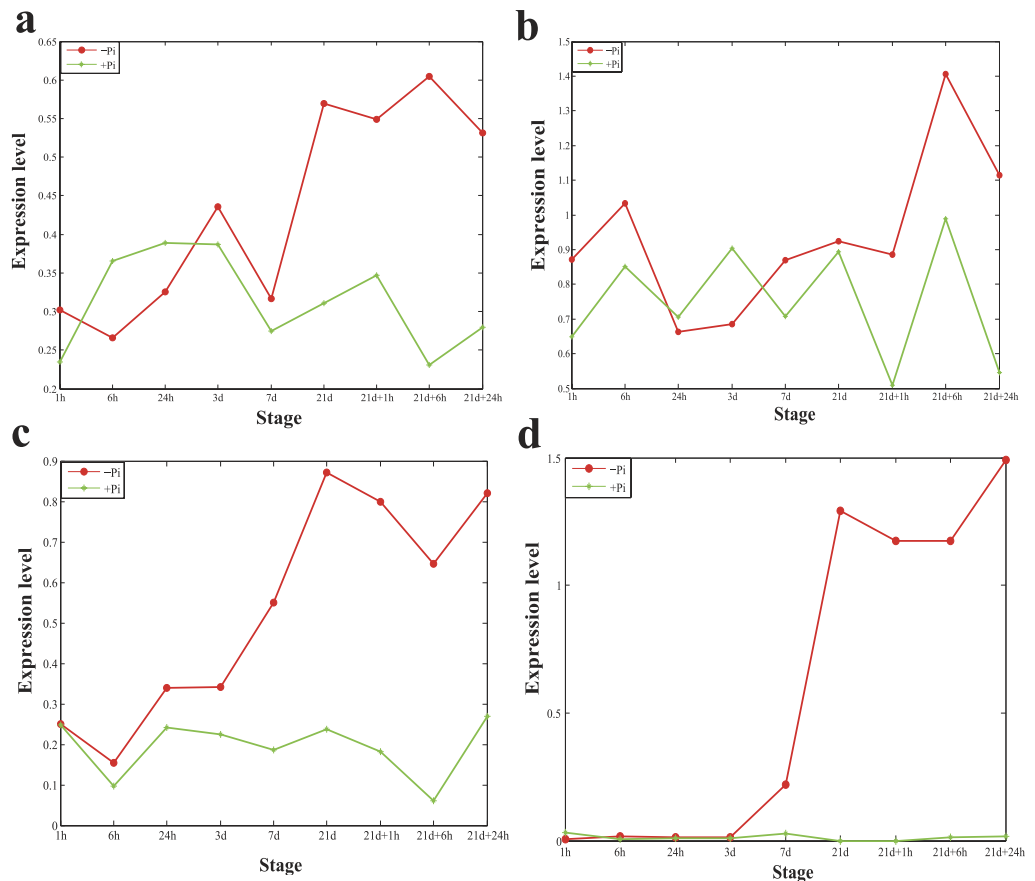 a
0.65
0.6
0.55
0.5
0.45
0.4
0.35
0.3
0.25
0.2
–Pi
+Pi
Expression level
1h 6h 24h 3d 7d 21d 21d+1h 21d+6h 21d+24h
Stage
b
1.5
1.4
1.3
1.2
1.1
1
0.9
0.8
0.7
0.6
0.5
–Pi
+Pi
Expression level
1h 6h 24h 3d 7d 21d 21d+1h 21d+6h 21d+24h
Stage
c
0.9
0.8
0.7
0.6
0.5
0.4
0.3
0.2
0.1
0
–Pi
+Pi
Expression level
1h 6h 24h 3d 7d 21d 21d+1h 21d+6h 21d+24h
Stage
d
1.5
1
0.5
0
–Pi
+Pi
Expression level
1h 6h 24h 3d 7d 21d 21d+1h 21d+6h 21d+24h
Stage